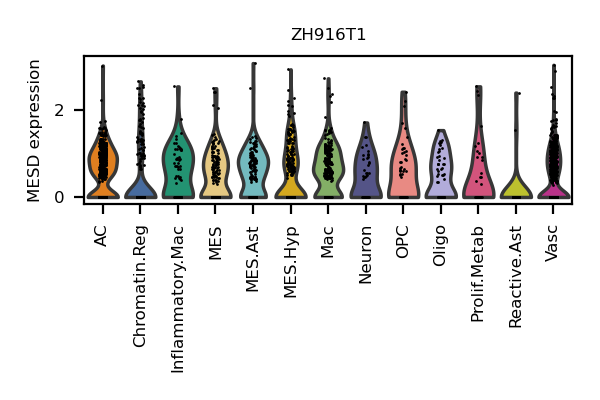 ZH916T1
MESD expression
2
0
AC
Chromatin.Reg
Inflammatory.Mac
MES
MES.Ast
MES.Hyp
Mac
Neuron
OPC
Oligo
Prolif.Metab
Reactive.Ast
Vasc